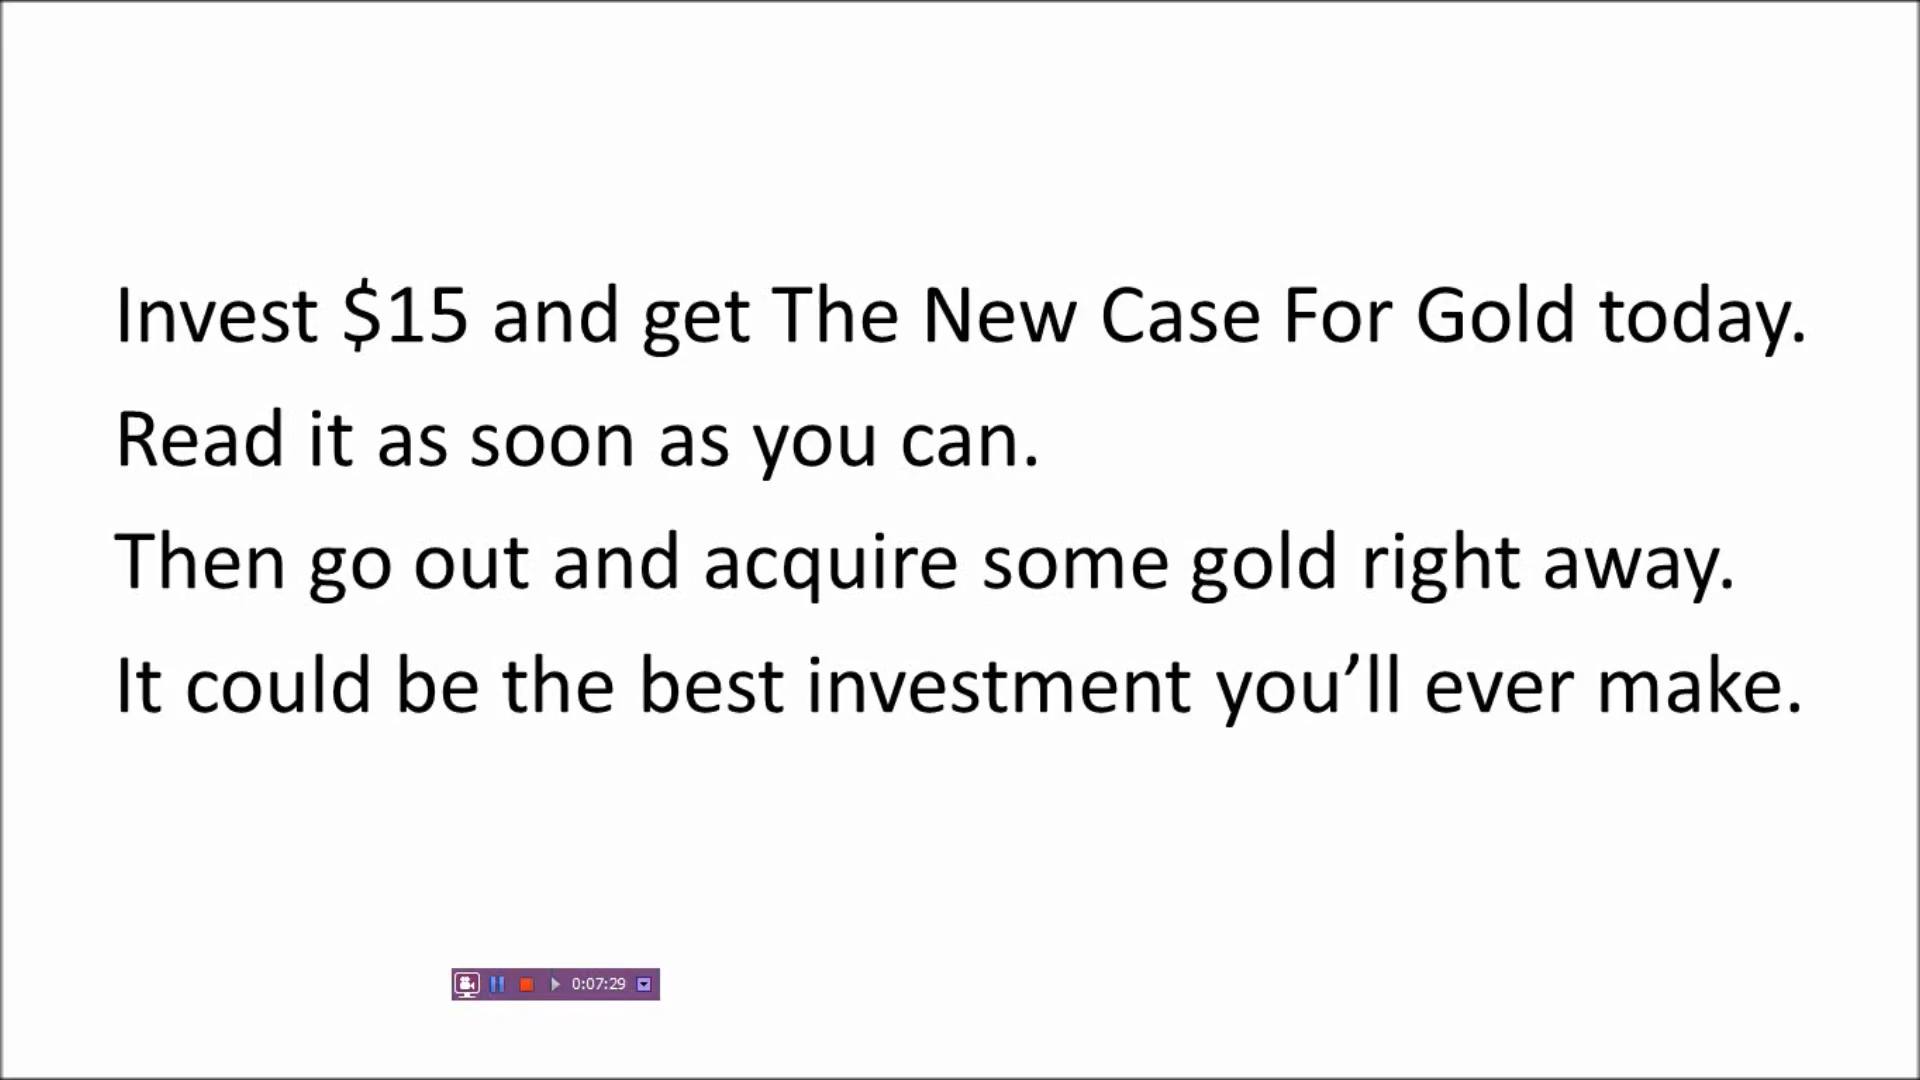 Invest $15 and get The New Case For Gold today.
Read it as soon as you can.
Then go out and acquire some gold right away.
It could be the best investment you’ll ever make.
0:07:29